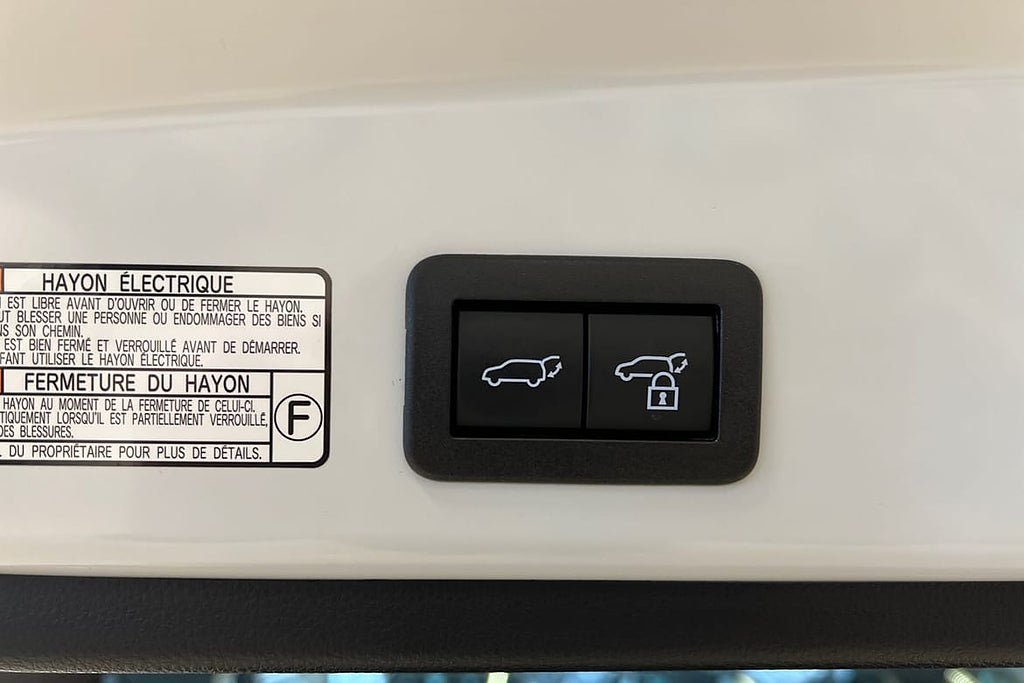 HAYON ÉLECTRIQUE
EST LIBRE AVANT D'OUVRIR OU DE FERMER LE HAYON.
BLESSER UNE PERSONNE OU ENDOMMAGER DES BIENS SI
SON CHEMIN.
EST BIEN FERMÉ ET VERROUILLÉ AVANT DE DÉMARRER.
UTILISER LE HAYON ÉLECTRIQUE.
FERMETURE DU HAYON
HAYON AU MOMENT DE LA FERMETURE DE CELUI-CI.
LORSQU'IL EST PARTIELLEMENT VERROUILLÉ,
DES BLESSURES.
F
DU PROPRIÉTAIRE POUR PLUS DE DÉTAILS.